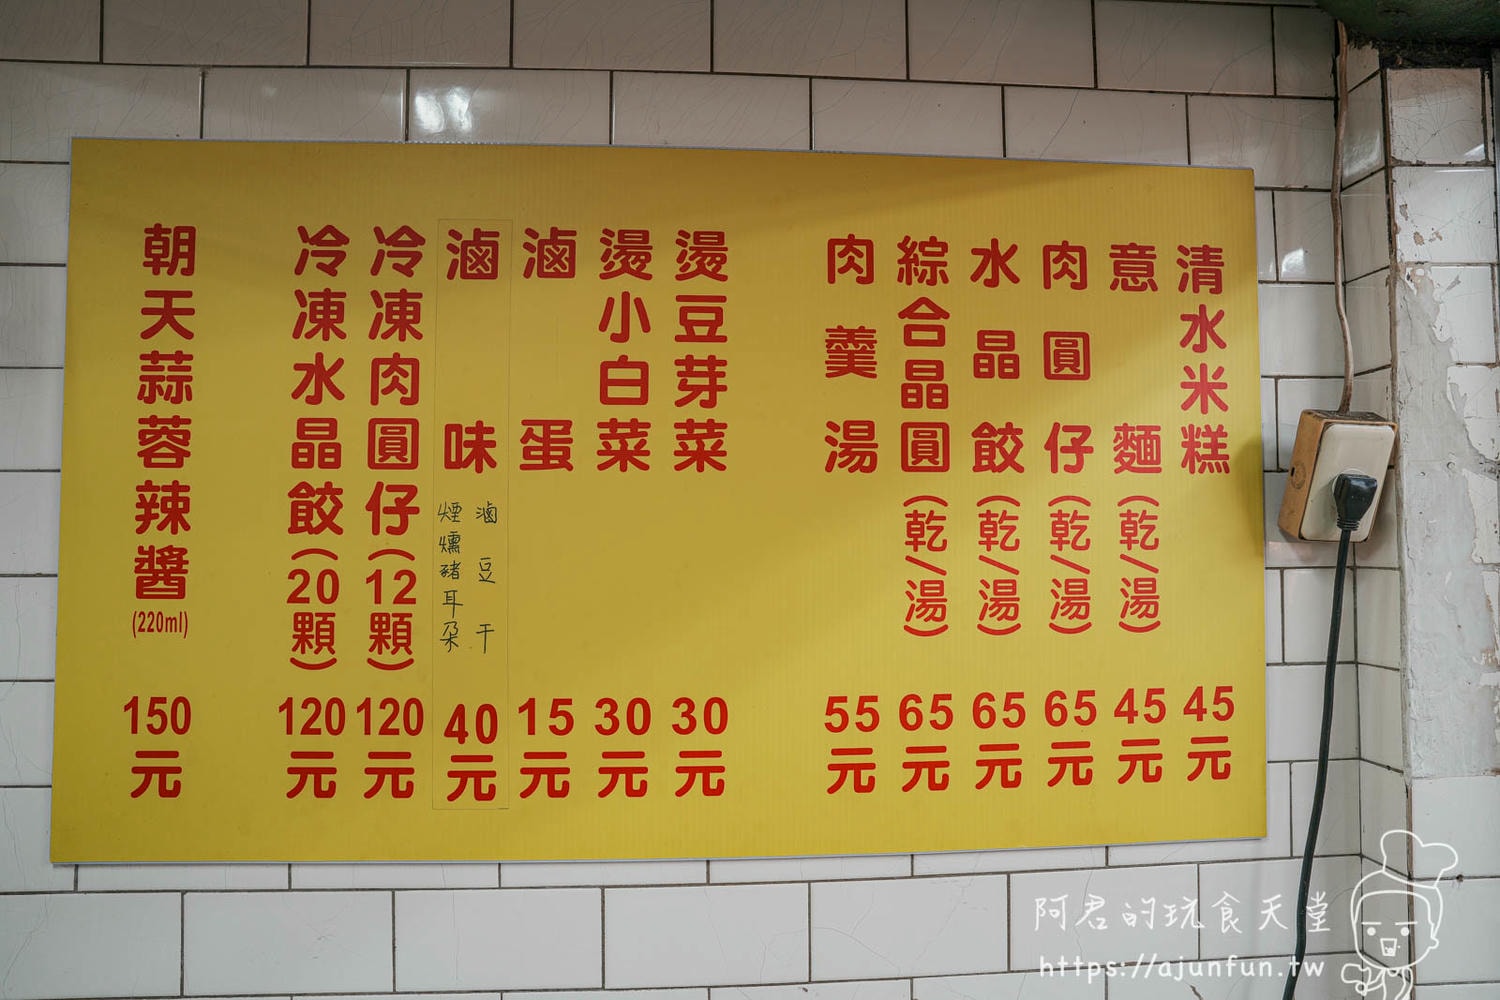 清水米糕 45元
意麵(乾/湯) 45元
肉圓仔(乾/湯) 65元
水晶餃(乾/湯) 65元
綜合晶圓(乾/湯) 65元
肉羹湯 55元
燙豆芽菜 30元
燙小白菜 30元
滷蛋 15元
滷味 滷豆干 煙燻豬耳朵 40元
冷凍肉圓仔(12顆) 120元
冷凍水晶餃(20顆) 120元
朝天蒜蓉辣醬(220ml) 150元
阿君的玩食天堂
https://ajunfun.tw